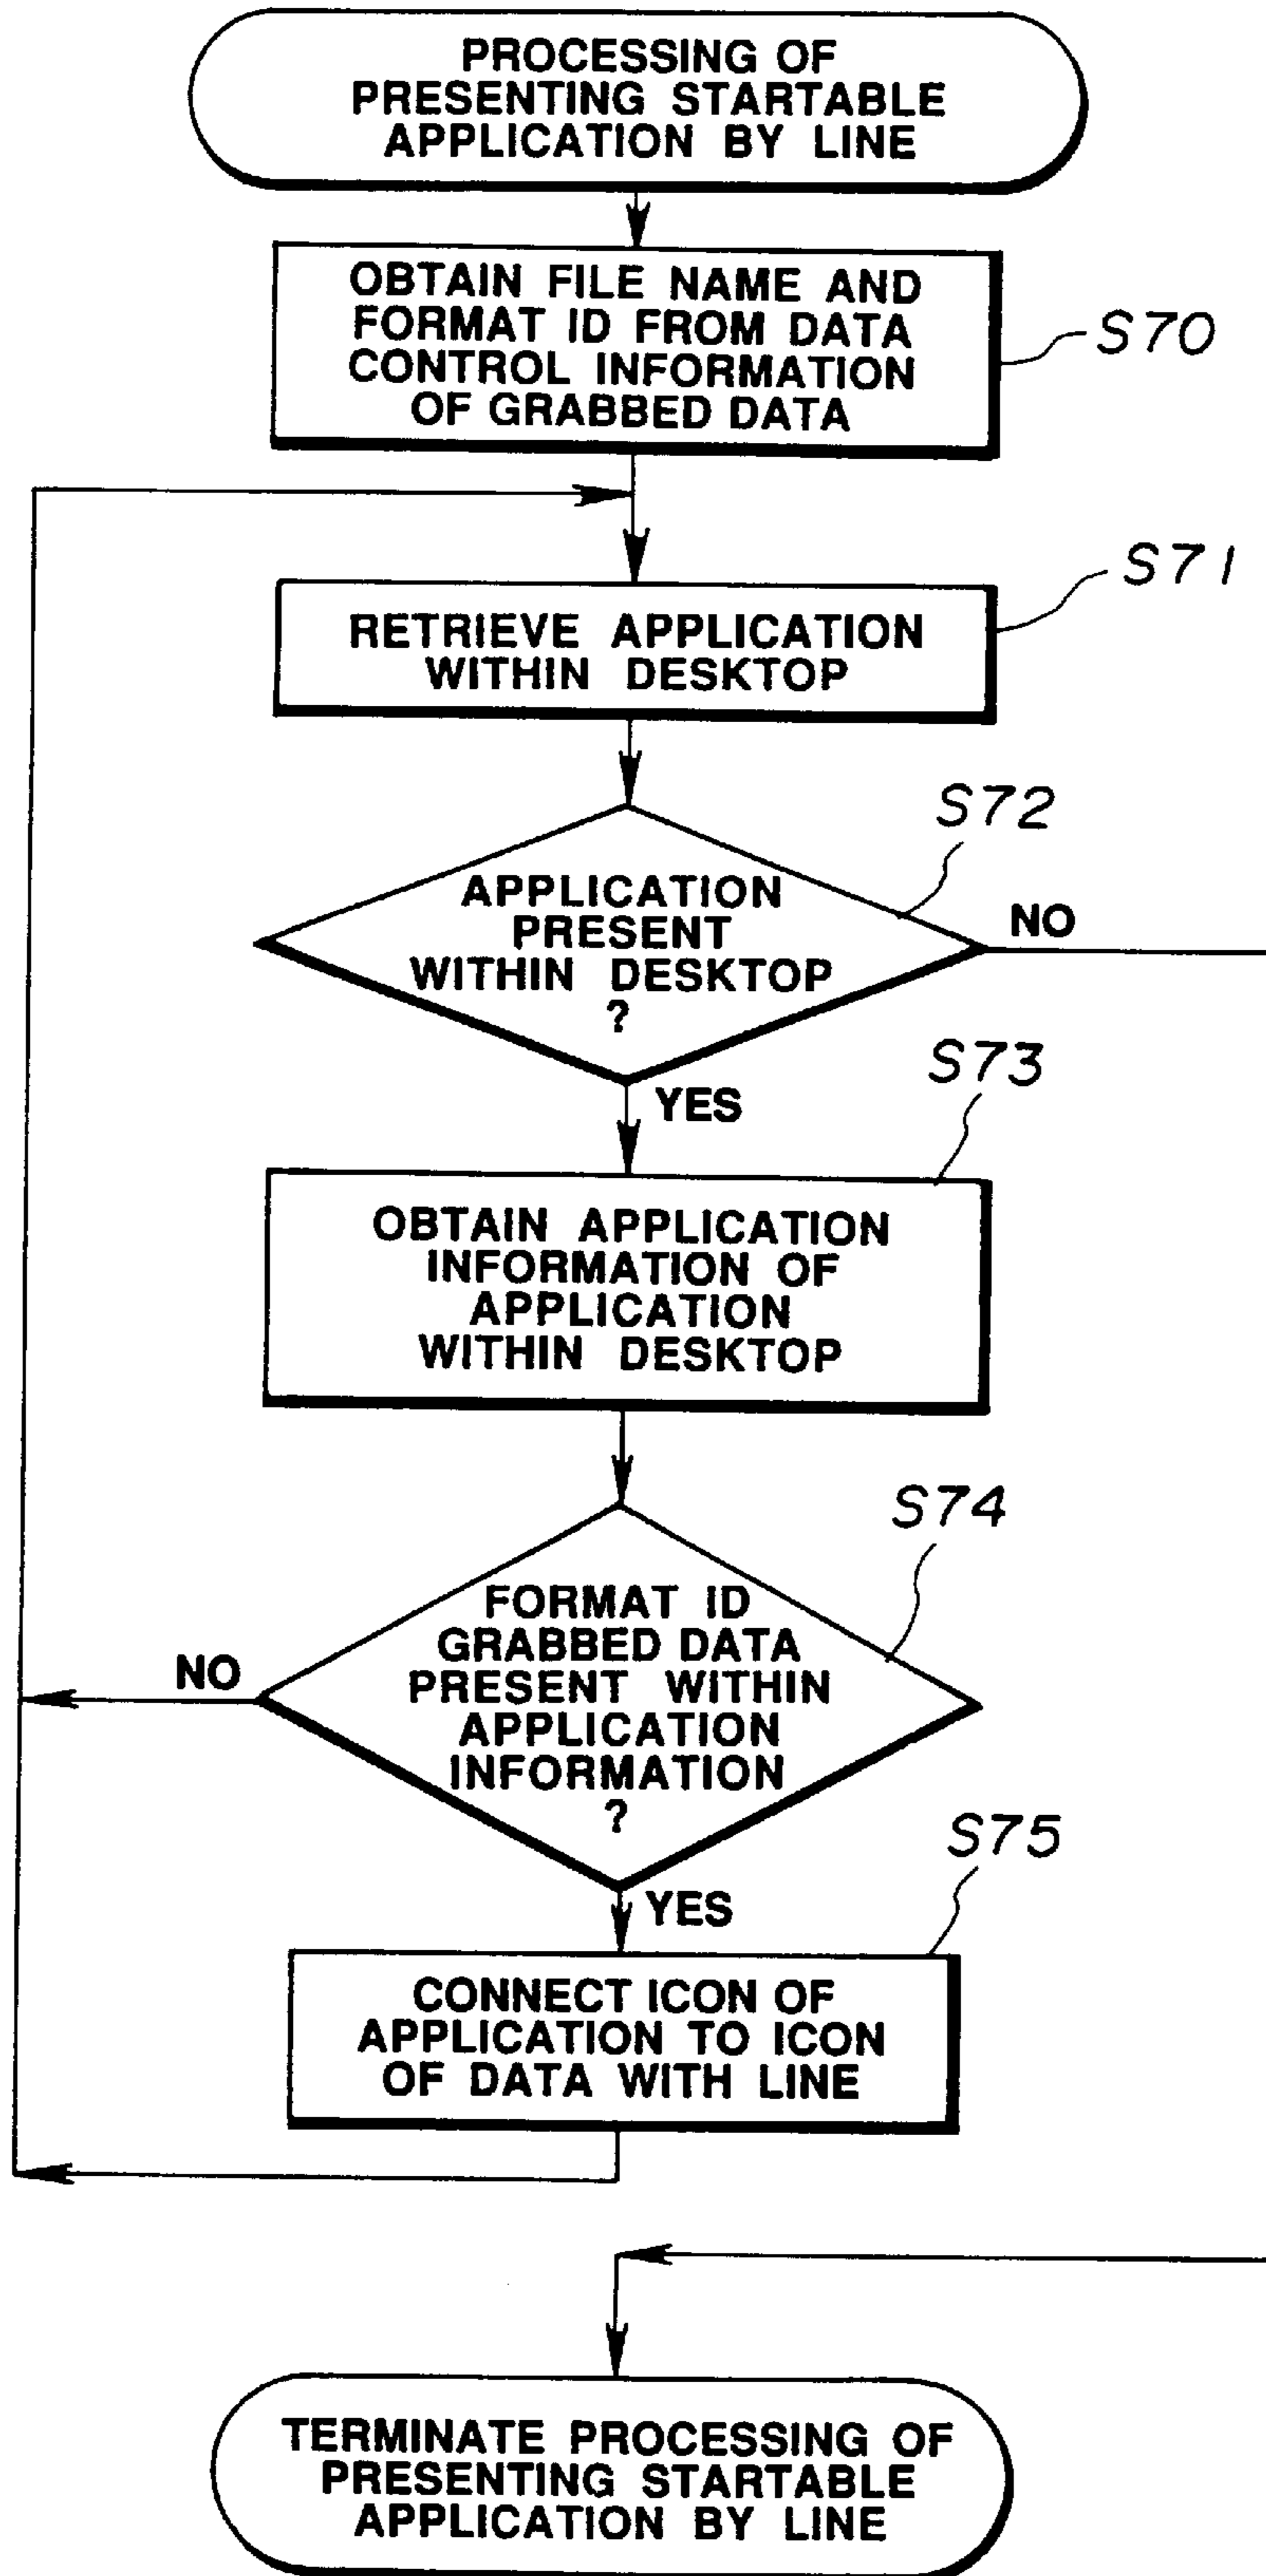 PROCESSING OF
PRESENTING STARTABLE
APPLICATION BY LINE
OBTAIN FILE NAME AND
FORMAT ID FROM DATA
CONTROL INFORMATION
OF GRABBED DATA
S70
S71
RETRIEVE APPLICATION
WITHIN DESKTOP
S72
APPLICATION
PRESENT
WITHIN DESKTOP
?
NO
YES
S73
OBTAIN APPLICATION
INFORMATION OF
APPLICATION
WITHIN DESKTOP
S74
FORMAT ID
GRABBED DATA
PRESENT WITHIN
APPLICATION
INFORMATION
?
NO
YES
S75
CONNECT ICON OF
APPLICATION TO ICON
OF DATA WITH LINE
TERMINATE PROCESSING OF
PRESENTING STARTABLE
APPLICATION BY LINE